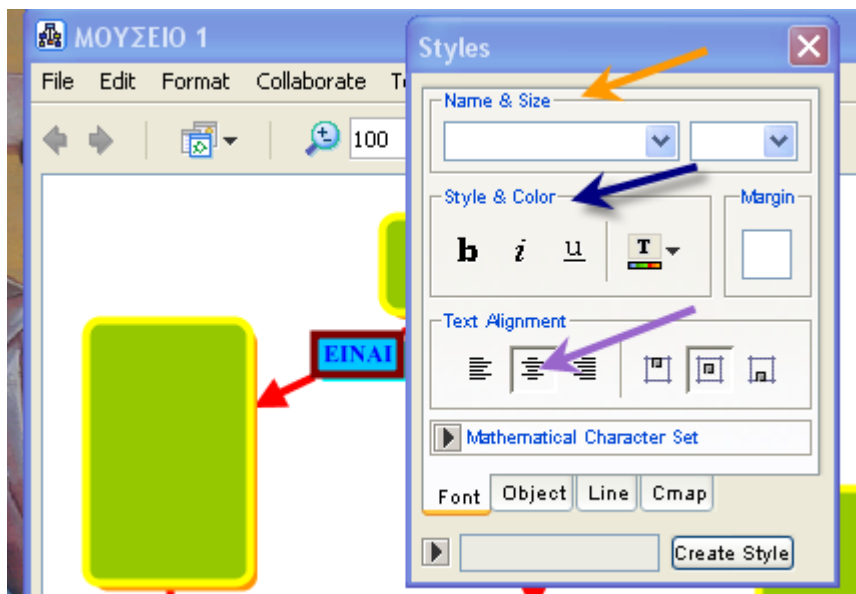 ΜΟΥΣΕΙΟ 1
File Edit Format Collaborate
100
ΕΙΝΑΙ
Styles
Name & Size
Style & Color
Margin
b i u T
Text Alignment
Mathematical Character Set
Font Object Line Cmap
Create Style